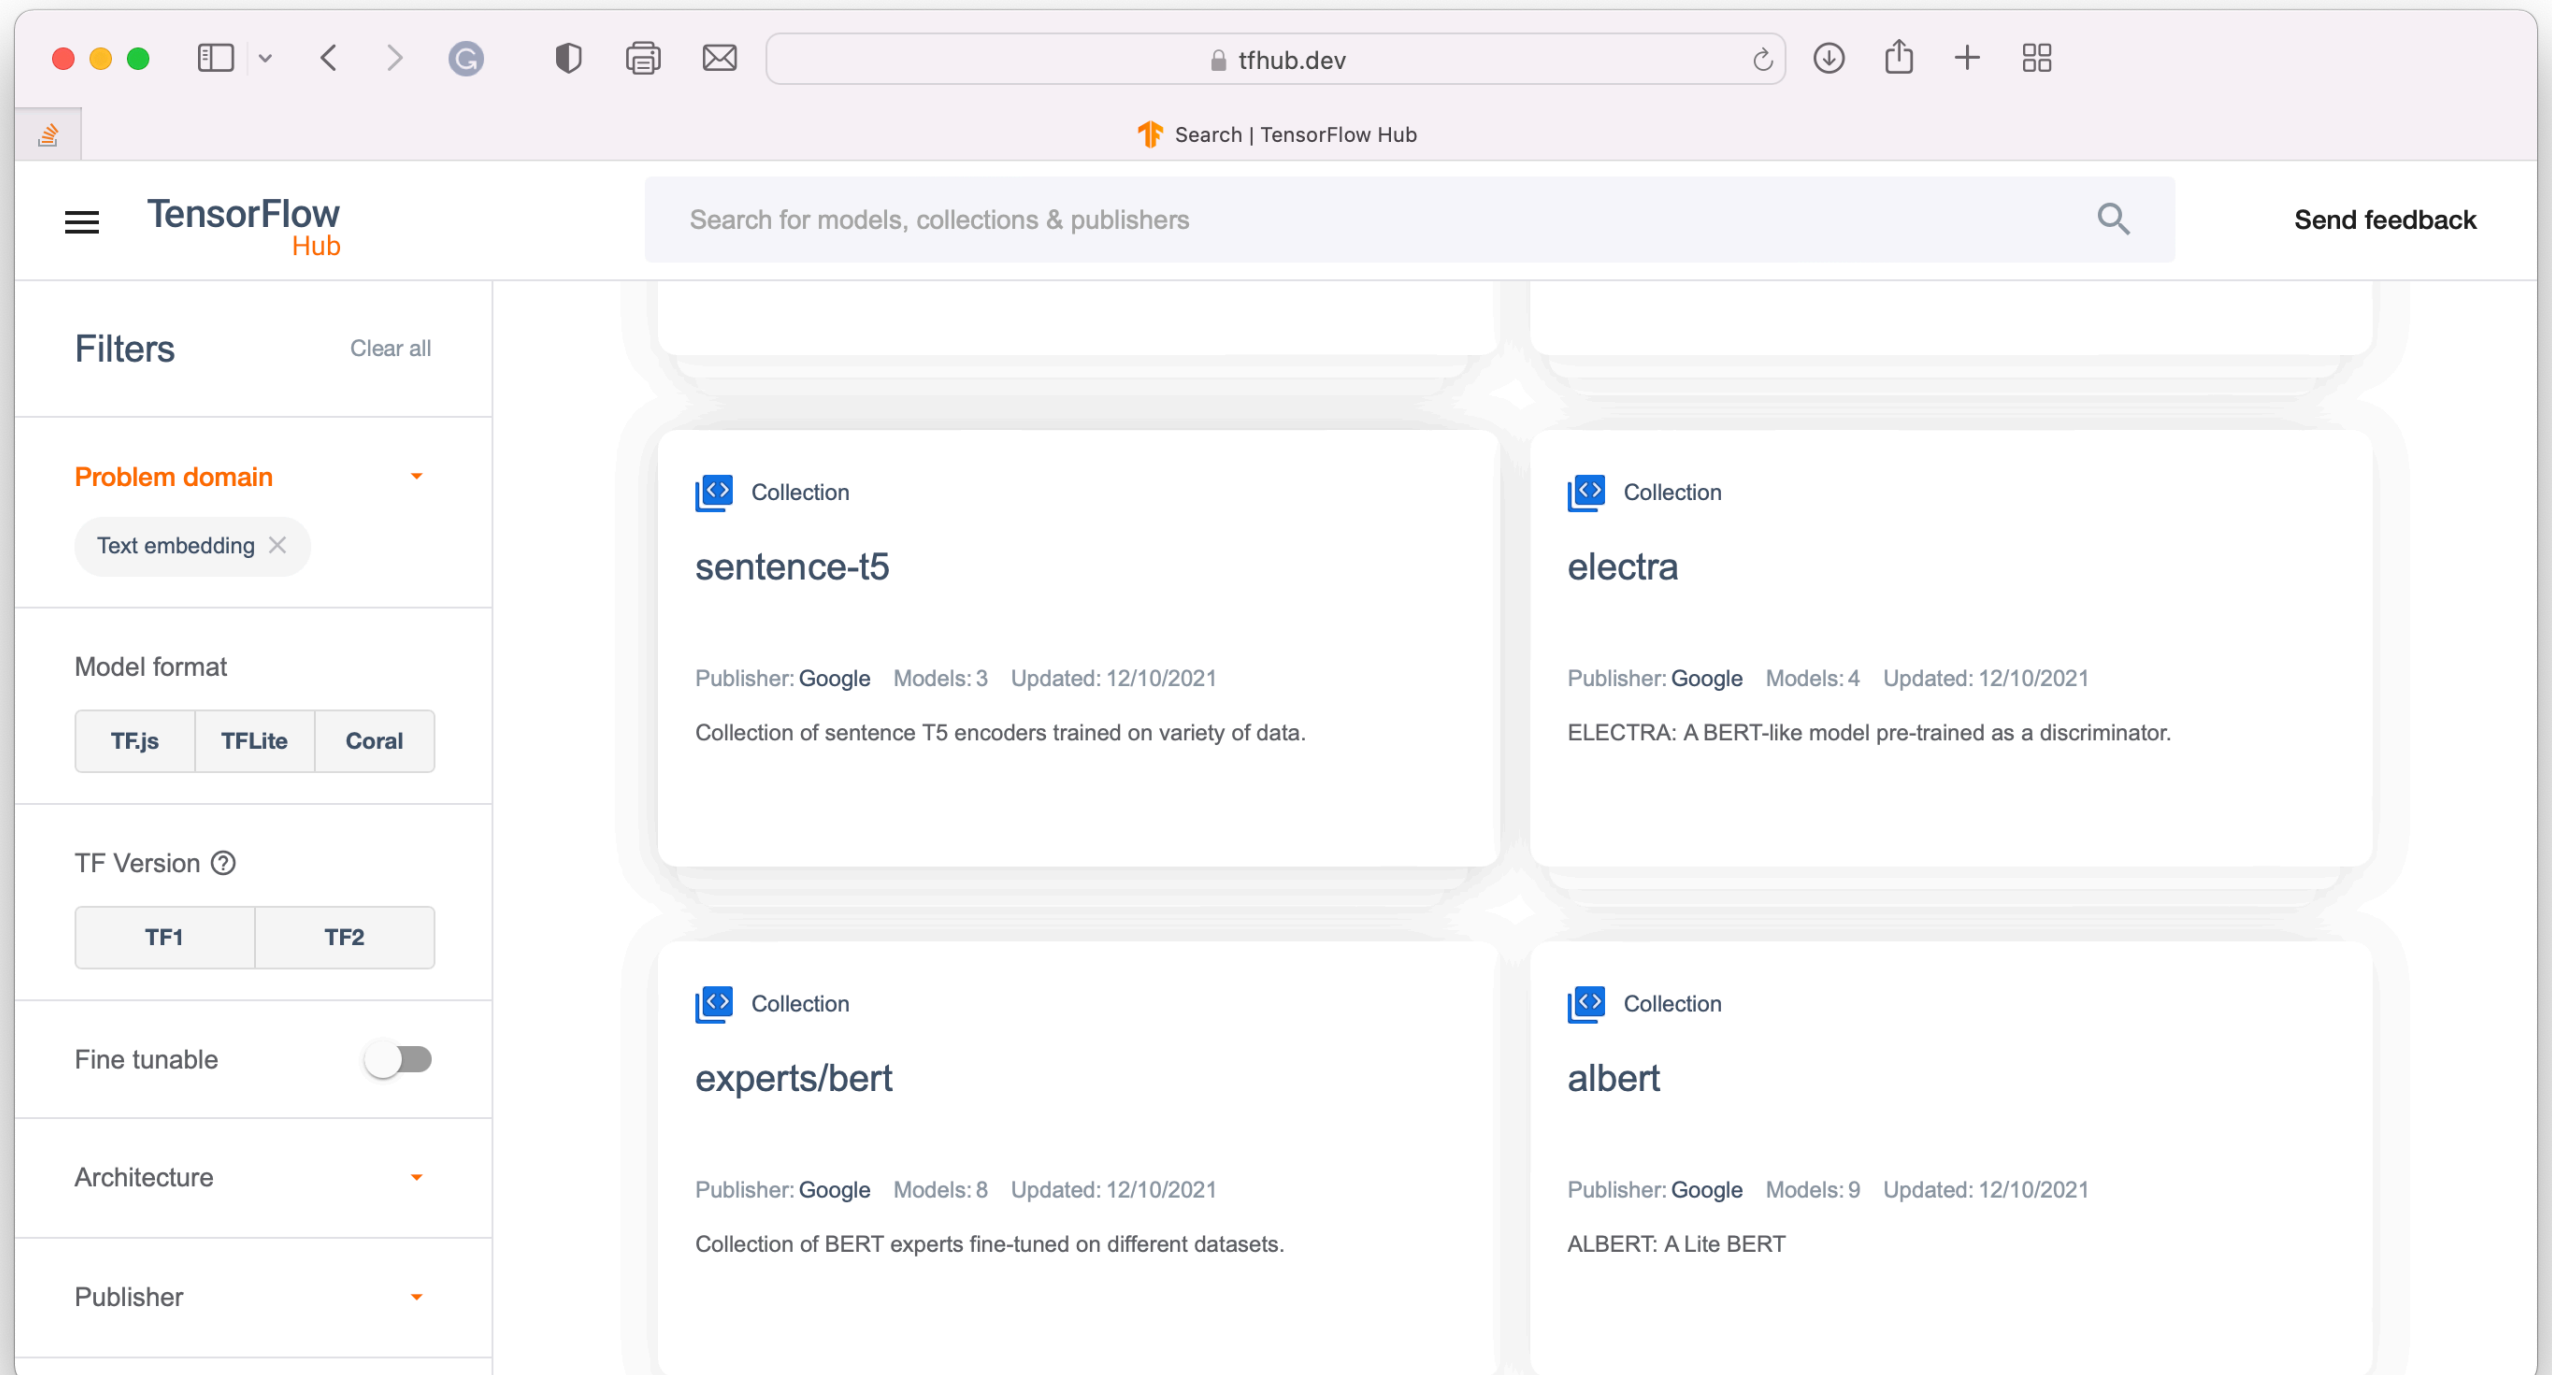 tfhub.dev
Search | TensorFlow Hub
TensorFlow
Hub
Search for models, collections & publishers
Send feedback
Filters
Clear all
Problem domain
Text embedding
Model format
TF.js TFLite Coral
TF Version
TF1 TF2
Fine tunable
Architecture
Publisher
Collection
sentence-t5
Publisher: Google Models: 3 Updated: 12/10/2021
Collection of sentence T5 encoders trained on variety of data.
Collection
electra
Publisher: Google Models: 4 Updated: 12/10/2021
ELECTRA: A BERT-like model pre-trained as a discriminator.
Collection
experts/bert
Publisher: Google Models: 8 Updated: 12/10/2021
Collection of BERT experts fine-tuned on different datasets.
Collection
albert
Publisher: Google Models: 9 Updated: 12/10/2021
ALBERT: A Lite BERT